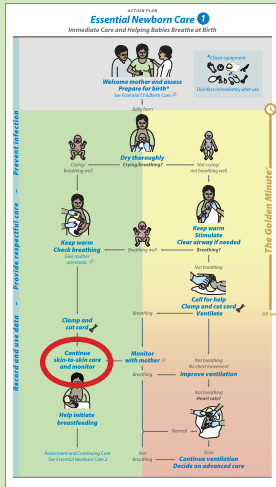 ACTION PLAN
Essential Newborn Care 1
Immediate Care and Helping Babies Breathe at Birth
*Check equipment
Disinfect immediately after use
Welcome mother and assess
Prepare for birth*
See Essential Childbirth Care
Baby born
Dry thoroughly
Crying/breathing?
Crying/
breathing well
Not crying/
not breathing well
Keep warm
Check breathing
Give mother
uterotonic
Keep warm
Stimulate
Clear airway if needed
Breathing?
Breathing well
Not breathing
Call for help
Clamp and cut cord
Ventilate
Breathing
Clamp and
cut cord
60 sec
Continue
skin-to-skin care
and monitor
Monitor
with mother
Not breathing
No chest movement
Breathing
Improve ventilation
Not breathing
Heart rate?
Help initiate
breastfeeding
Normal
Slow
Assessment and Continuing Care
See Essential Newborn Care 2
Not
breathing
Continue ventilation
Decide on advanced care
Record and use data – Provide respectful care – Prevent infection
The Golden Minute